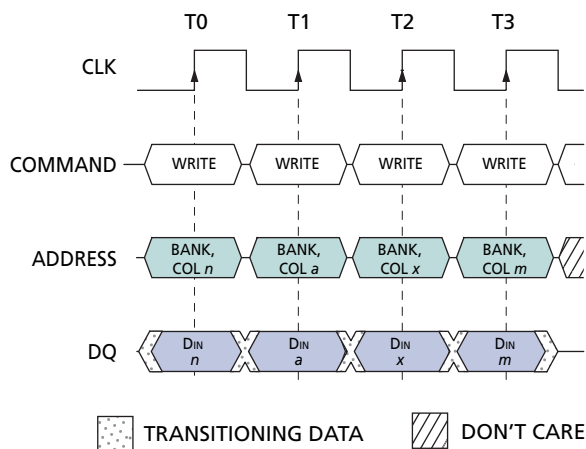 T0 T1 T2 T3
CLK
COMMAND WRITE WRITE WRITE WRITE
ADDRESS BANK, COL n BANK, COL a BANK, COL x BANK, COL m
DQ DIN n DIN a DIN x DIN m
TRANSITIONING DATA DON'T CARE